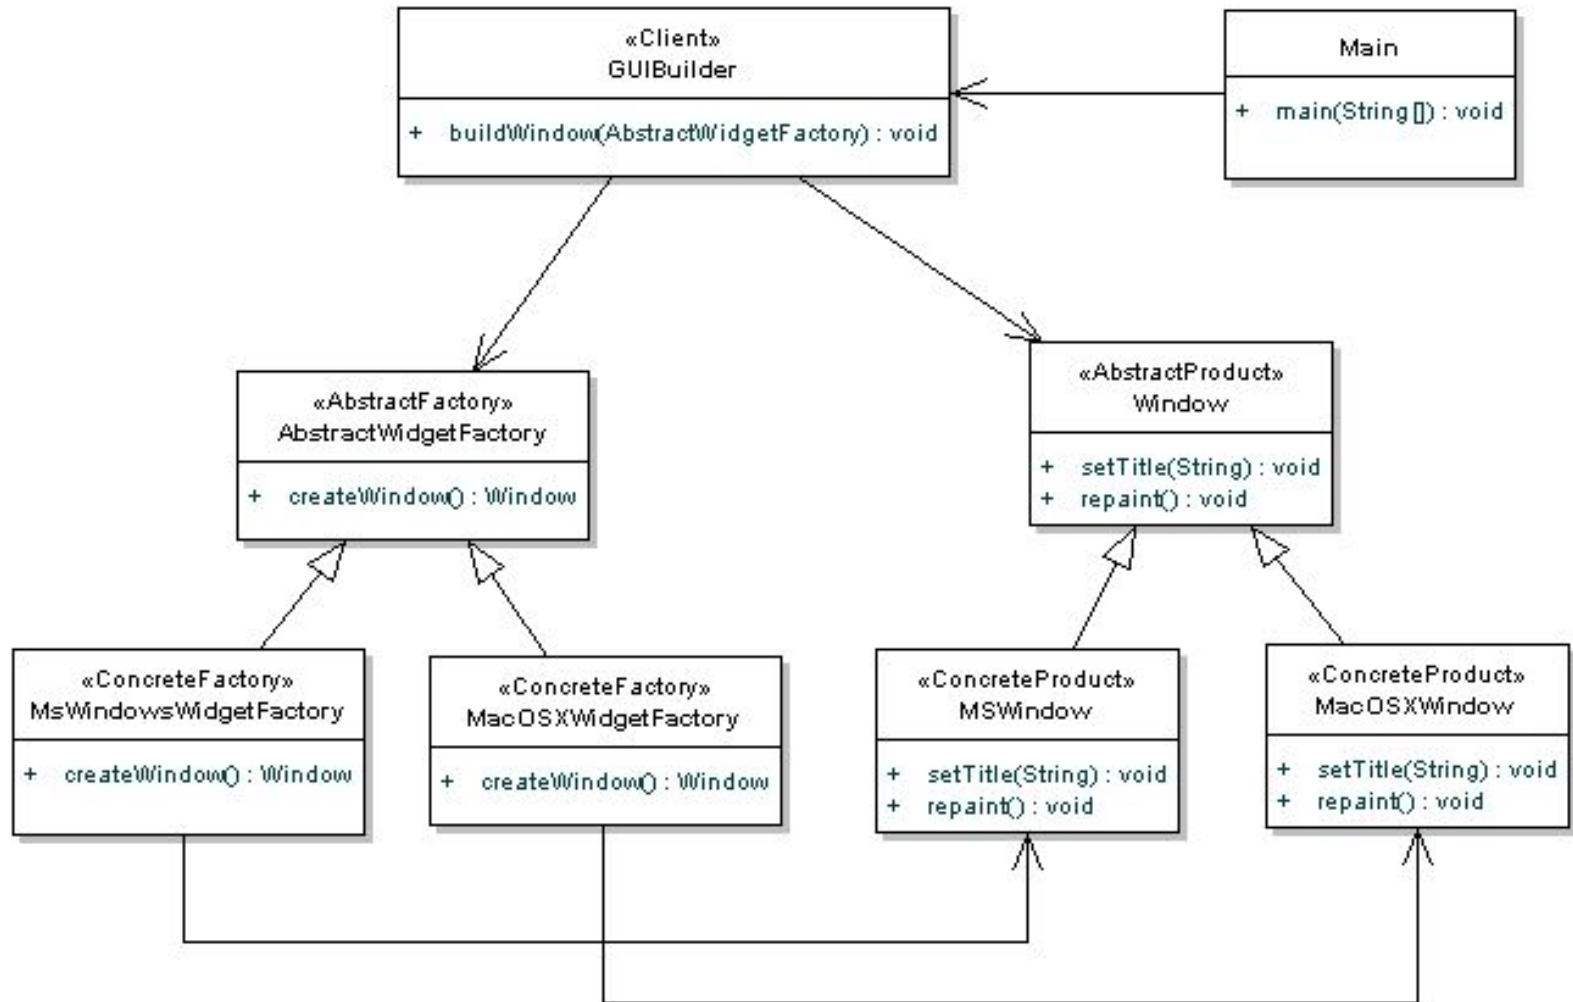 «Client»
GUIBuilder
+ buildWindow(AbstractWidgetFactory) : void
Main
+ main(String[]) : void
«AbstractFactory»
AbstractWidgetFactory
+ createWindow() : Window
«AbstractProduct»
Window
+ setTitle(String) : void
+ repaint() : void
«ConcreteFactory»
MsWindowsWidgetFactory
+ createWindow() : Window
«ConcreteFactory»
MacOSXWidgetFactory
+ createWindow() : Window
«ConcreteProduct»
MSWindow
+ setTitle(String) : void
+ repaint() : void
«ConcreteProduct»
MacOSXWindow
+ setTitle(String) : void
+ repaint() : void